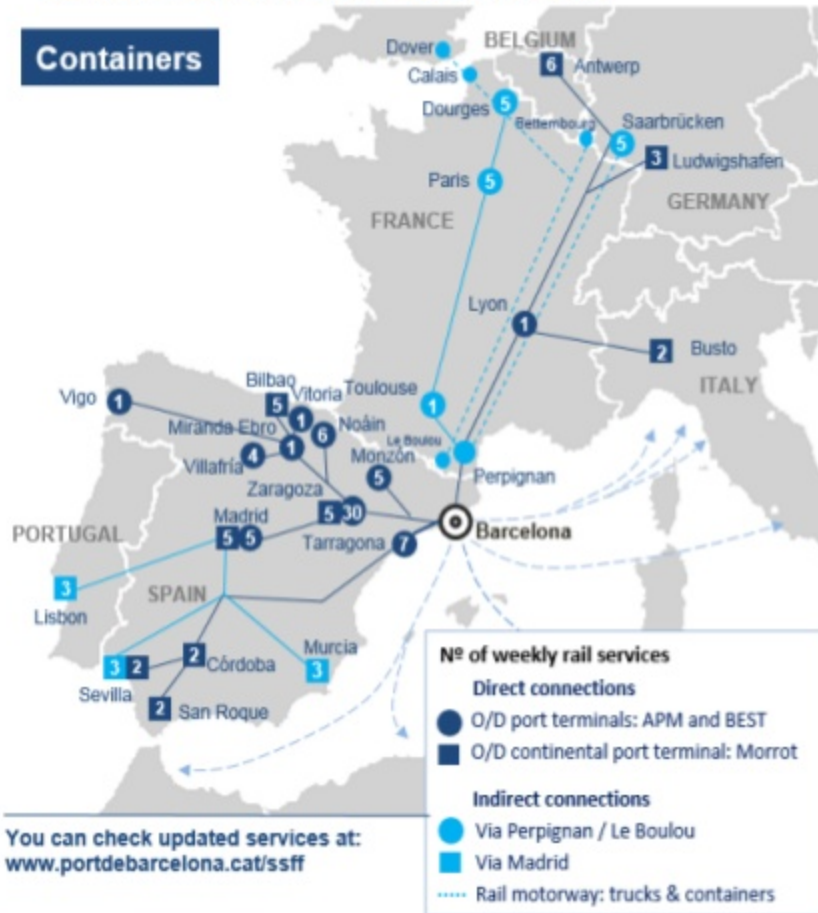 Containers
Dover
BELGIUM
6
Antwerp
Calais
Dourges
5
Bettembourg
Saarbrücken
5
3
Ludwigshafen
Paris
5
FRANCE
GERMANY
Lyon
1
2
Busto
ITALY
Vigo
1
Bilbao
5
Vitoria
1
Toulouse
1
Miranda Ebro
1
Noáin
6
Le Boulou
Villafría
4
Monzón
5
Perpignan
Zaragoza
5
30
Madrid
5
5
Tarragona
7
Barcelona
PORTUGAL
3
Lisbon
SPAIN
Murcia
3
3
2
Sevilla
2
Córdoba
2
San Roque
Nº of weekly rail services
Direct connections
O/D port terminals: APM and BEST
O/D continental port terminal: Morrot
Indirect connections
Via Perpignan / Le Boulou
Via Madrid
Rail motorway: trucks & containers
You can check updated services at:
www.portdebarcelona.cat/ssff